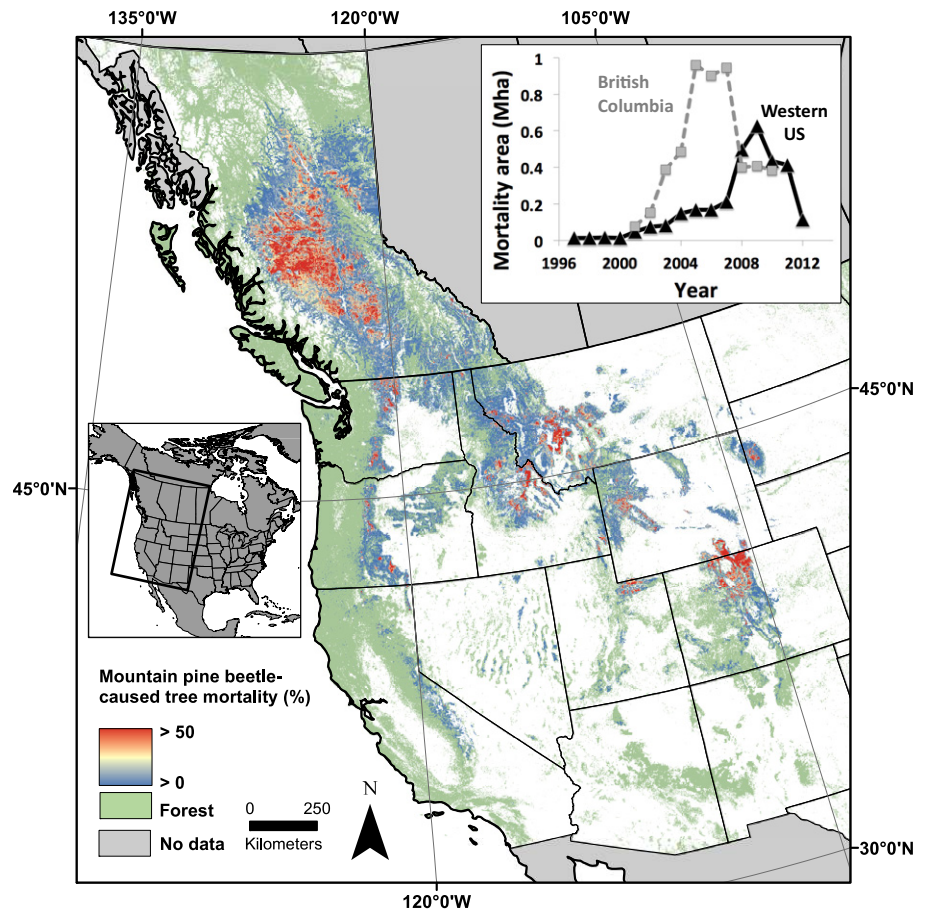 135°0'W
120°0'W
105°0'W
Mortality area (Mha)
1
0.8
0.6
0.4
0.2
0
British
Columbia
Western
US
1996
2000
2004
2008
2012
Year
45°0'N
45°0'N
Mountain pine beetle-
caused tree mortality (%)
> 50
> 0
Forest
No data
0
250
Kilometers
N
30°0'N
120°0'W